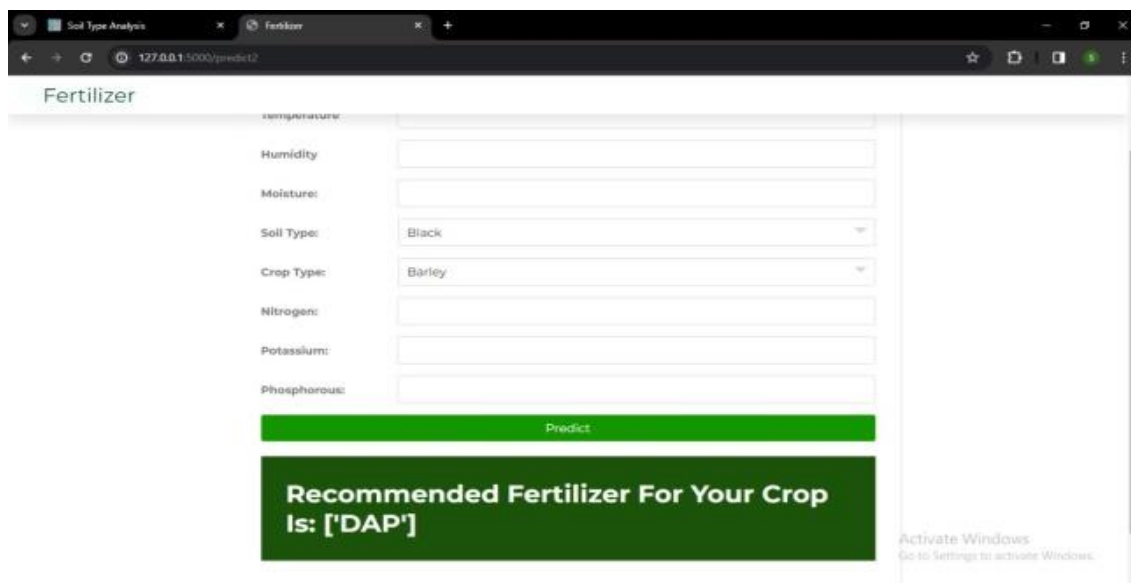 Soil Type Analysis
Fertilizer
127.0.0.1:5000/predict2
Fertilizer
Temperature
Humidity
Moisture:
Soil Type: Black
Crop Type: Barley
Nitrogen:
Potassium:
Phosphorous:
Predict
Recommended Fertilizer For Your Crop
Is: ['DAP']
Activate Windows
Go to Settings to activate Windows.